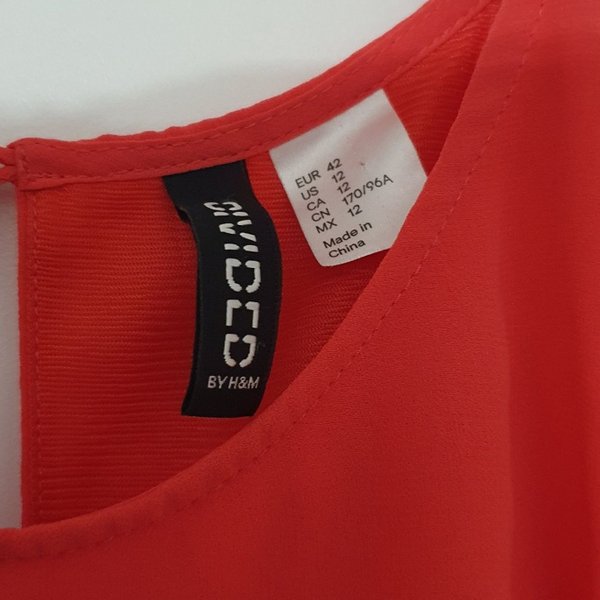 DIVIDED
BY H&M
EUR 42
US 12
CA 12
CN 170/96A
MX 12
Made in
China